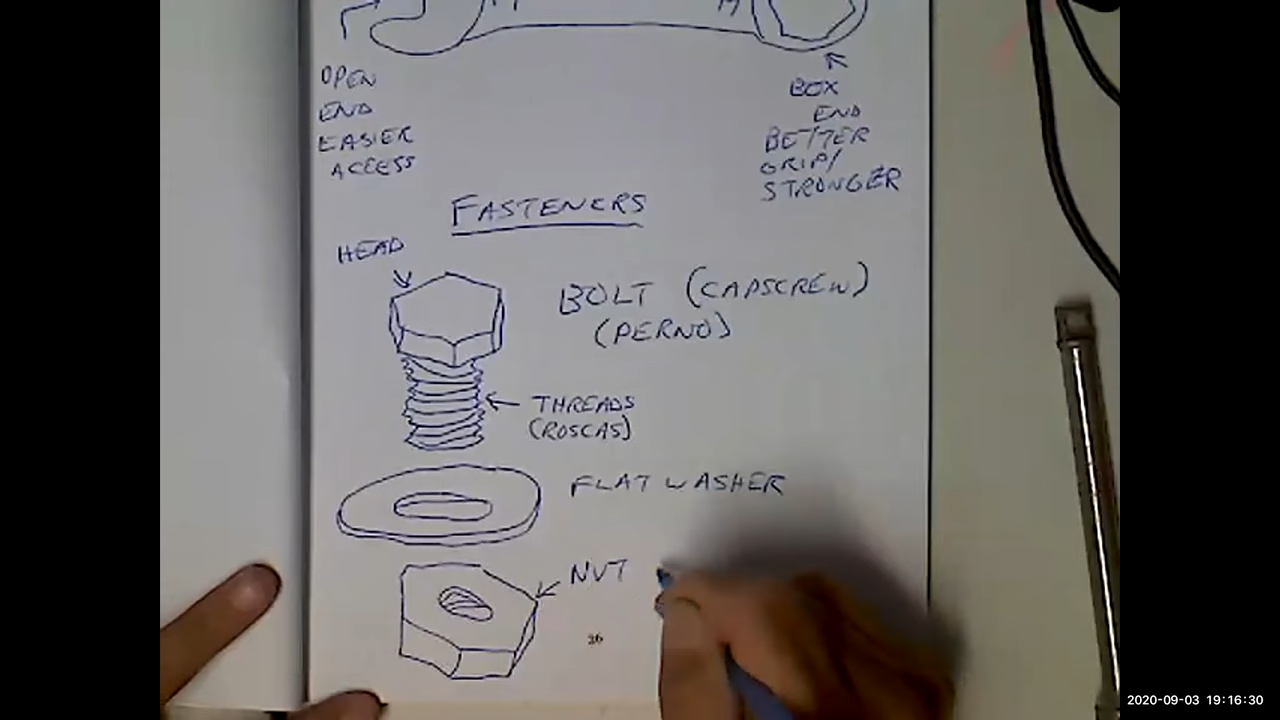 OPEN
END
EASIER
ACCESS
BOX
END
BETTER
GRIP/
STRONGER
FASTENERS
HEAD
BOLT (CAPSCREW)
(PERNO)
THREADS
(ROSCAS)
FLAT WASHER
NUT
26
2020-09-03 19:16:30